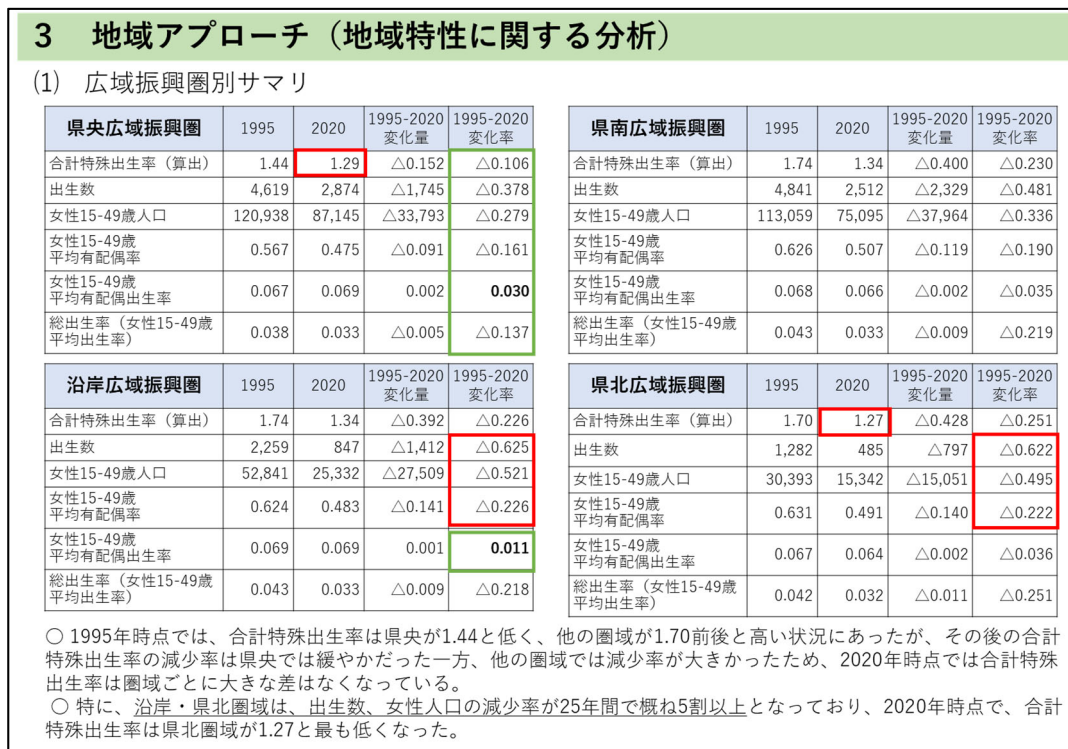 3 地域アプローチ（地域特性に関する分析）
⑴ 広域振興圏別サマリ
県央広域振興圏 1995 2020 1995-2020変化量 1995-2020変化率
合計特殊出生率（算出） 1.44 1.29 △0.152 △0.106
出生数 4,619 2,874 △1,745 △0.378
女性15-49歳人口 120,938 87,145 △33,793 △0.279
女性15-49歳平均有配偶率 0.567 0.475 △0.091 △0.161
女性15-49歳平均有配偶出生率 0.067 0.069 0.002 0.030
総出生率（女性15-49歳平均出生率） 0.038 0.033 △0.005 △0.137
県南広域振興圏 1995 2020 1995-2020変化量 1995-2020変化率
合計特殊出生率（算出） 1.74 1.34 △0.400 △0.230
出生数 4,841 2,512 △2,329 △0.481
女性15-49歳人口 113,059 75,095 △37,964 △0.336
女性15-49歳平均有配偶率 0.626 0.507 △0.119 △0.190
女性15-49歳平均有配偶出生率 0.068 0.066 △0.002 △0.035
総出生率（女性15-49歳平均出生率） 0.043 0.033 △0.009 △0.219
沿岸広域振興圏 1995 2020 1995-2020変化量 1995-2020変化率
合計特殊出生率（算出） 1.74 1.34 △0.392 △0.226
出生数 2,259 847 △1,412 △0.625
女性15-49歳人口 52,841 25,332 △27,509 △0.521
女性15-49歳平均有配偶率 0.624 0.483 △0.141 △0.226
女性15-49歳平均有配偶出生率 0.069 0.069 0.001 0.011
総出生率（女性15-49歳平均出生率） 0.043 0.033 △0.009 △0.218
県北広域振興圏 1995 2020 1995-2020変化量 1995-2020変化率
合計特殊出生率（算出） 1.70 1.27 △0.428 △0.251
出生数 1,282 485 △797 △0.622
女性15-49歳人口 30,393 15,342 △15,051 △0.495
女性15-49歳平均有配偶率 0.631 0.491 △0.140 △0.222
女性15-49歳平均有配偶出生率 0.067 0.064 △0.002 △0.036
総出生率（女性15-49歳平均出生率） 0.042 0.032 △0.011 △0.251
○ 1995年時点では、合計特殊出生率は県央が1.44と低く、他の圏域が1.70前後と高い状況にあったが、その後の合計
特殊出生率の減少率は県央では緩やかだった一方、他の圏域では減少率が大きかったため、2020年時点では合計特殊
出生率は圏域ごとに大きな差はなくなっている。
○ 特に、沿岸・県北圏域は、出生数、女性人口の減少率が25年間で概ね5割以上となっており、2020年時点で、合計
特殊出生率は県北圏域が1.27と最も低くなった。